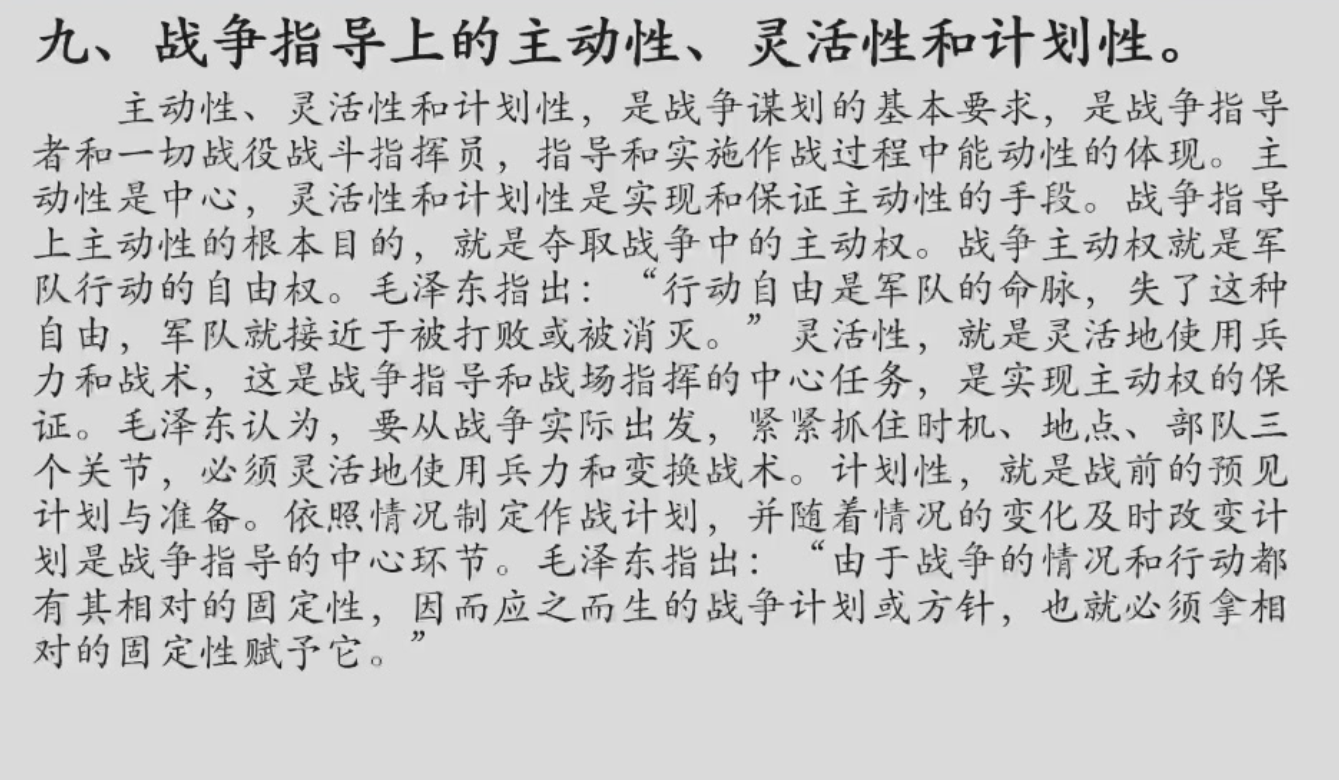 九、战争指导上的主动性、灵活性和计划性。
主动性、灵活性和计划性，是战争谋划的基本要求，是战争指导
者和一切战役战斗指挥员，指导和实施作战过程中能动性的体现。主
动性是中心，灵活性和计划性是实现和保证主动性的手段。战争指导
上主动性的根本目的，就是夺取战争中的主动权。战争主动权就是军
队行动的自由权。毛泽东指出：“行动自由是军队的命脉，失了这种
自由，军队就接近于被打败或被消灭。”灵活性，就是灵活地使用兵
力和战术，这是战争指导和战场指挥的中心任务，是实现主动权的保
证。毛泽东认为，要从战争实际出发，紧紧抓住时机、地点、部队三
个关节，必须灵活地使用兵力和变换战术。计划性，就是战前的预见
计划与准备。依照情况制定作战计划，并随着情况的变化及时改变计
划是战争指导的中心环节。毛泽东指出：“由于战争的情况和行动都
有其相对的固定性，因而应之而生的战争计划或方针，也就必须拿相
对的固定性赋予它。”